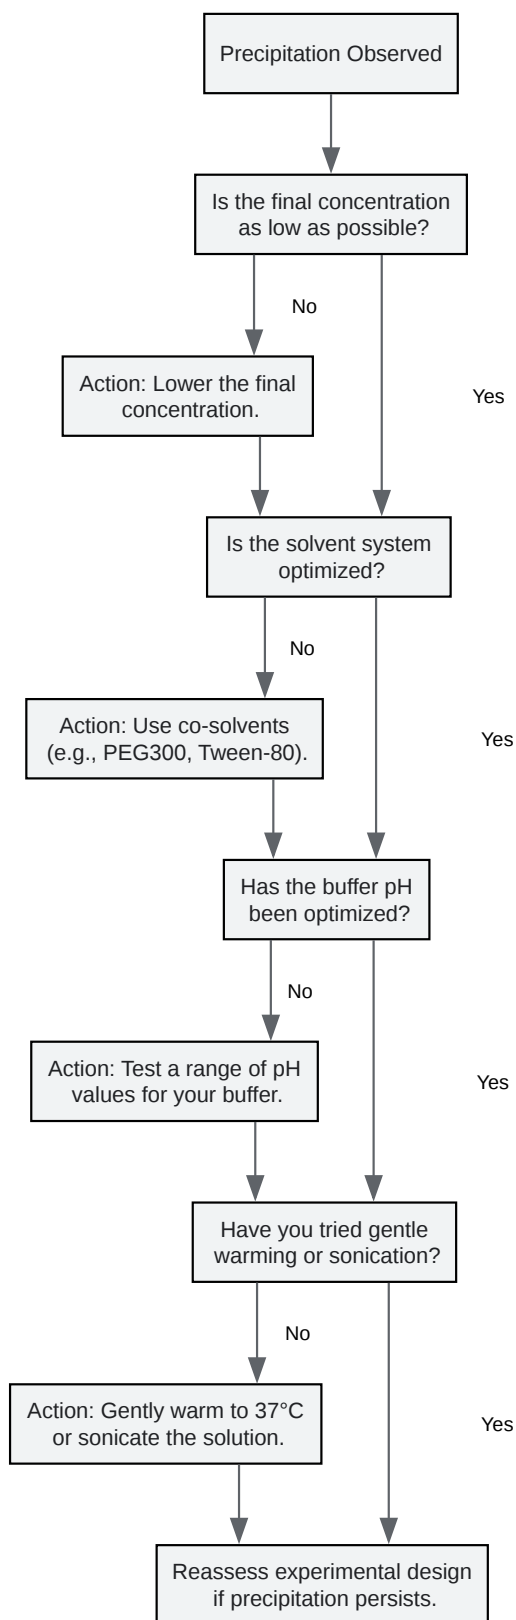 Precipitation Observed
Is the final concentration
as low as possible?
No
Action: Lower the final
concentration.
Yes
Is the solvent system
optimized?
No
Action: Use co-solvents
(e.g., PEG300, Tween-80).
Yes
Has the buffer pH
been optimized?
No
Action: Test a range of pH
values for your buffer.
Yes
Have you tried gentle
warming or sonication?
No
Action: Gently warm to 37°C
or sonicate the solution.
Yes
Reassess experimental design
if precipitation persists.